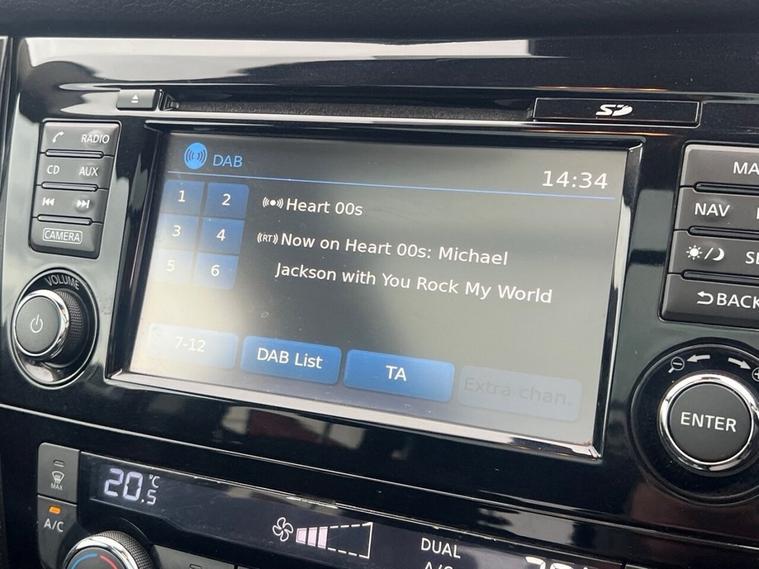 RADIO
CD AUX
CAMERA
VOLUME
SD
DAB
14:34
1 2
3 4
5 6
Heart 00s
(RT) Now on Heart 00s: Michael
Jackson with You Rock My World
7-12
DAB List
TA
Extra chan.
NAV
BACK
ENTER
MAX
A/C
20.5°C
DUAL